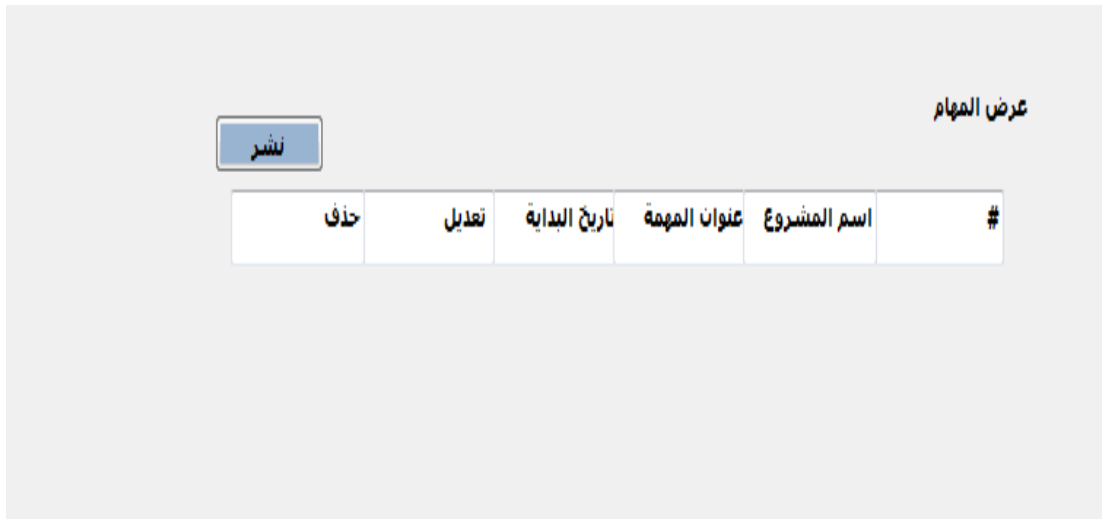 عرض المهام
نشر
# اسم المشروع عنوان المهمة تاريخ البداية تعديل حذف